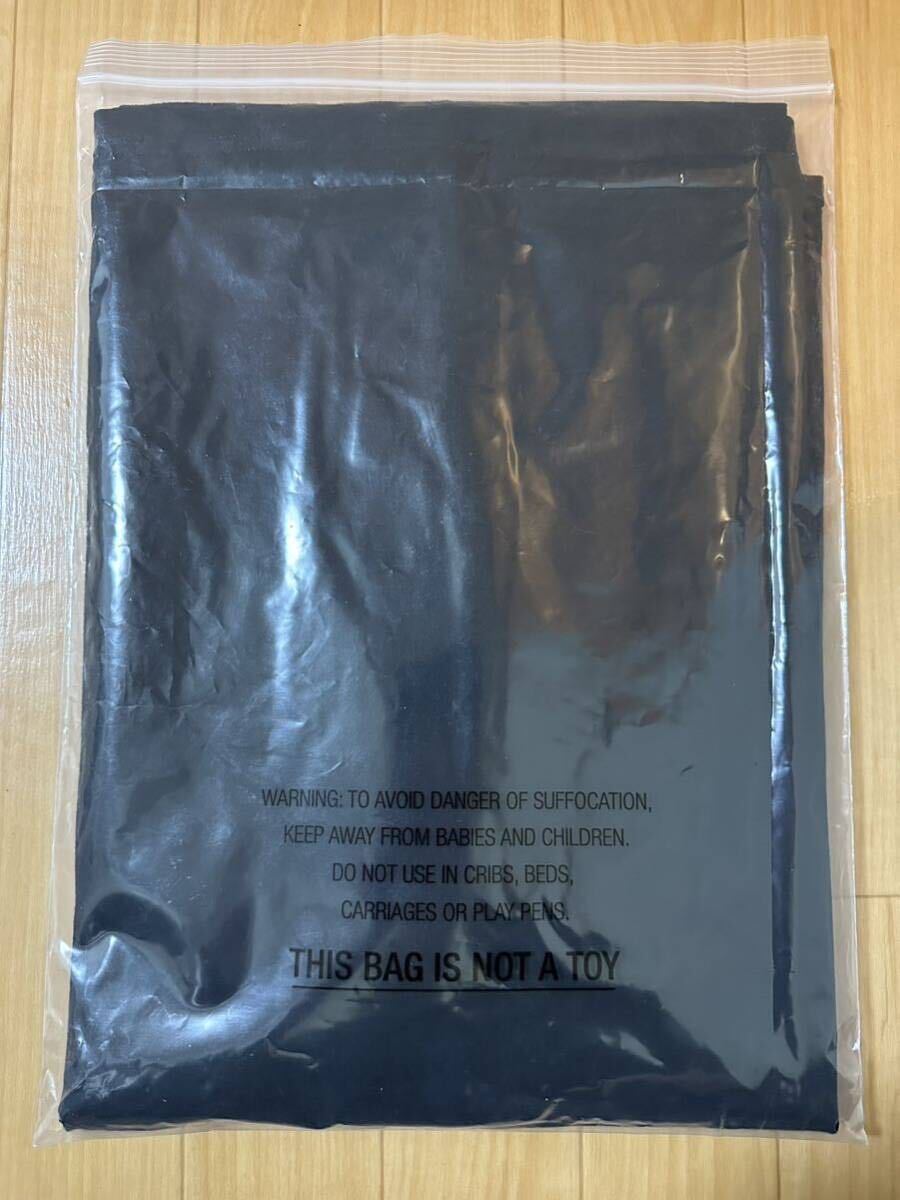 WARNING: TO AVOID DANGER OF SUFFOCATION,
KEEP AWAY FROM BABIES AND CHILDREN.
DO NOT USE IN CRIBS, BEDS,
CARRIAGES OR PLAY PENS.
THIS BAG IS NOT A TOY